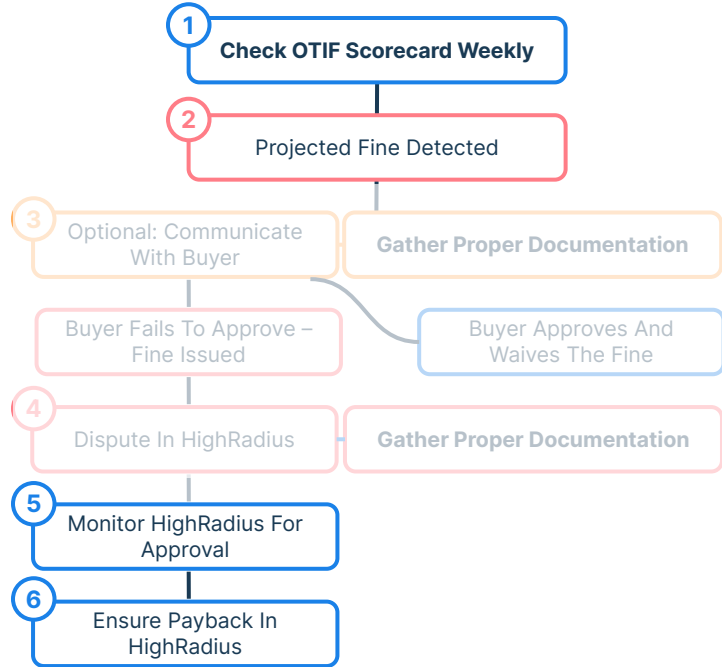 1
Check OTIF Scorecard Weekly
2
Projected Fine Detected
3
Optional: Communicate
With Buyer
Gather Proper Documentation
Buyer Fails To Approve –
Fine Issued
Buyer Approves And
Waives The Fine
4
Dispute In HighRadius
Gather Proper Documentation
5
Monitor HighRadius For
Approval
6
Ensure Payback In
HighRadius